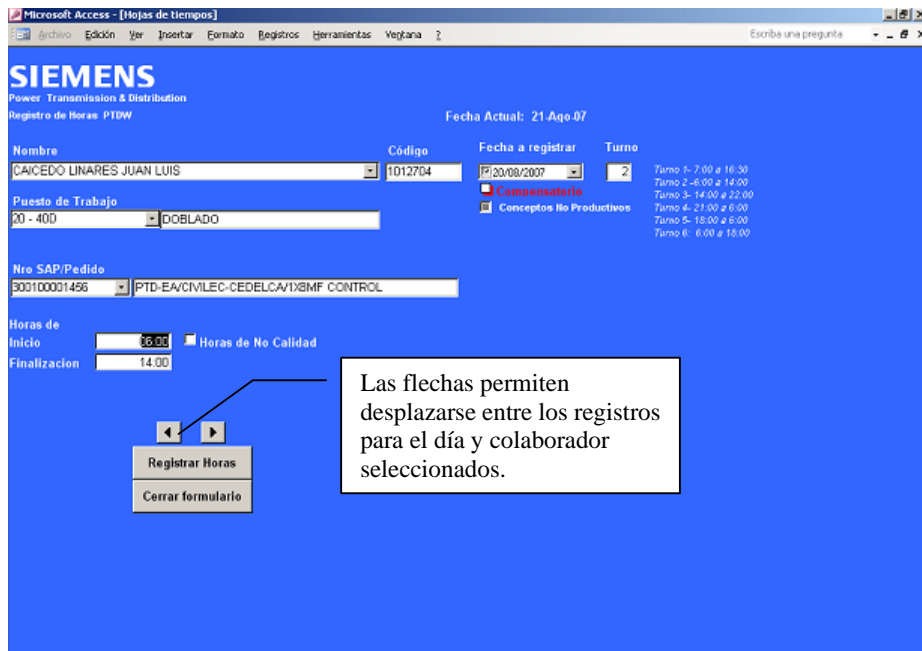 Microsoft Access - [Hojas de tiempos]
Archivo Edición Ver Insertar Formato Registros Herramientas Ventana ? Escriba una pregunta
SIEMENS
Power Transmission & Distribution
Registro de Horas PTDW
Fecha Actual: 21-Ago-07
Nombre Código Fecha a registrar Turno
CAICEDO LINARES JUAN LUIS 1012704 20/08/2007 2
Turno 1- 7:00 a 16:30
Turno 2 -6:00 a 14:00
Turno 3- 14:00 a 22:00
Turno 4- 21:00 a 6:00
Turno 5- 18:00 a 6:00
Turno 6: 6:00 a 18:00
Compensatorio
Conceptos No Productivos
Puesto de Trabajo
20 - 40D DOBLADO
Nro SAP/Pedido
300100001456 PTD-EA/CIVILEC-CEDELCA/1X8MF CONTROL
Horas de
Inicio 06:00 Horas de No Calidad
Finalizacion 14:00
Las flechas permiten
desplazarse entre los registros
para el día y colaborador
seleccionados.
Registrar Horas
Cerrar formulario